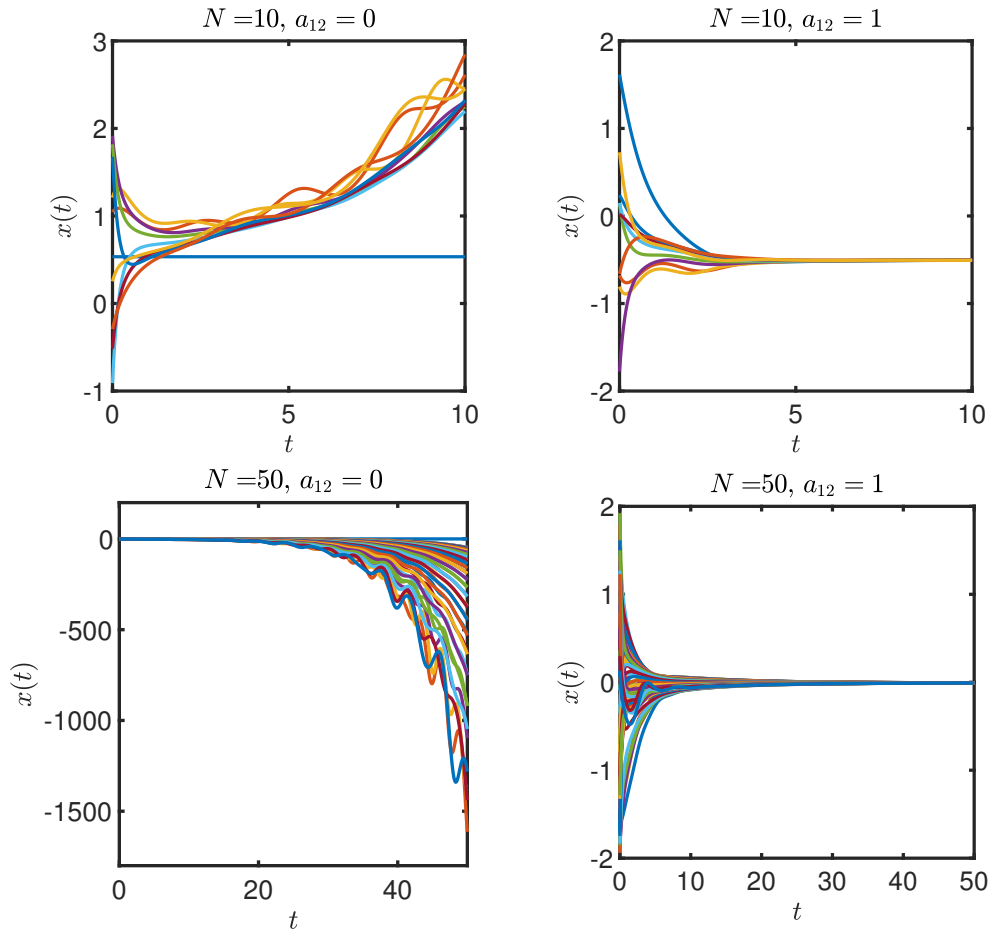 N =10, a₁₂ = 0
3
2
1
0
-1
x(t)
0
5
10
t
N =10, a₁₂ = 1
2
1
0
-1
-2
x(t)
0
5
10
t
N =50, a₁₂ = 0
0
-500
-1000
-1500
x(t)
0
20
40
t
N =50, a₁₂ = 1
2
1
0
-1
-2
x(t)
0
10
20
30
40
50
t